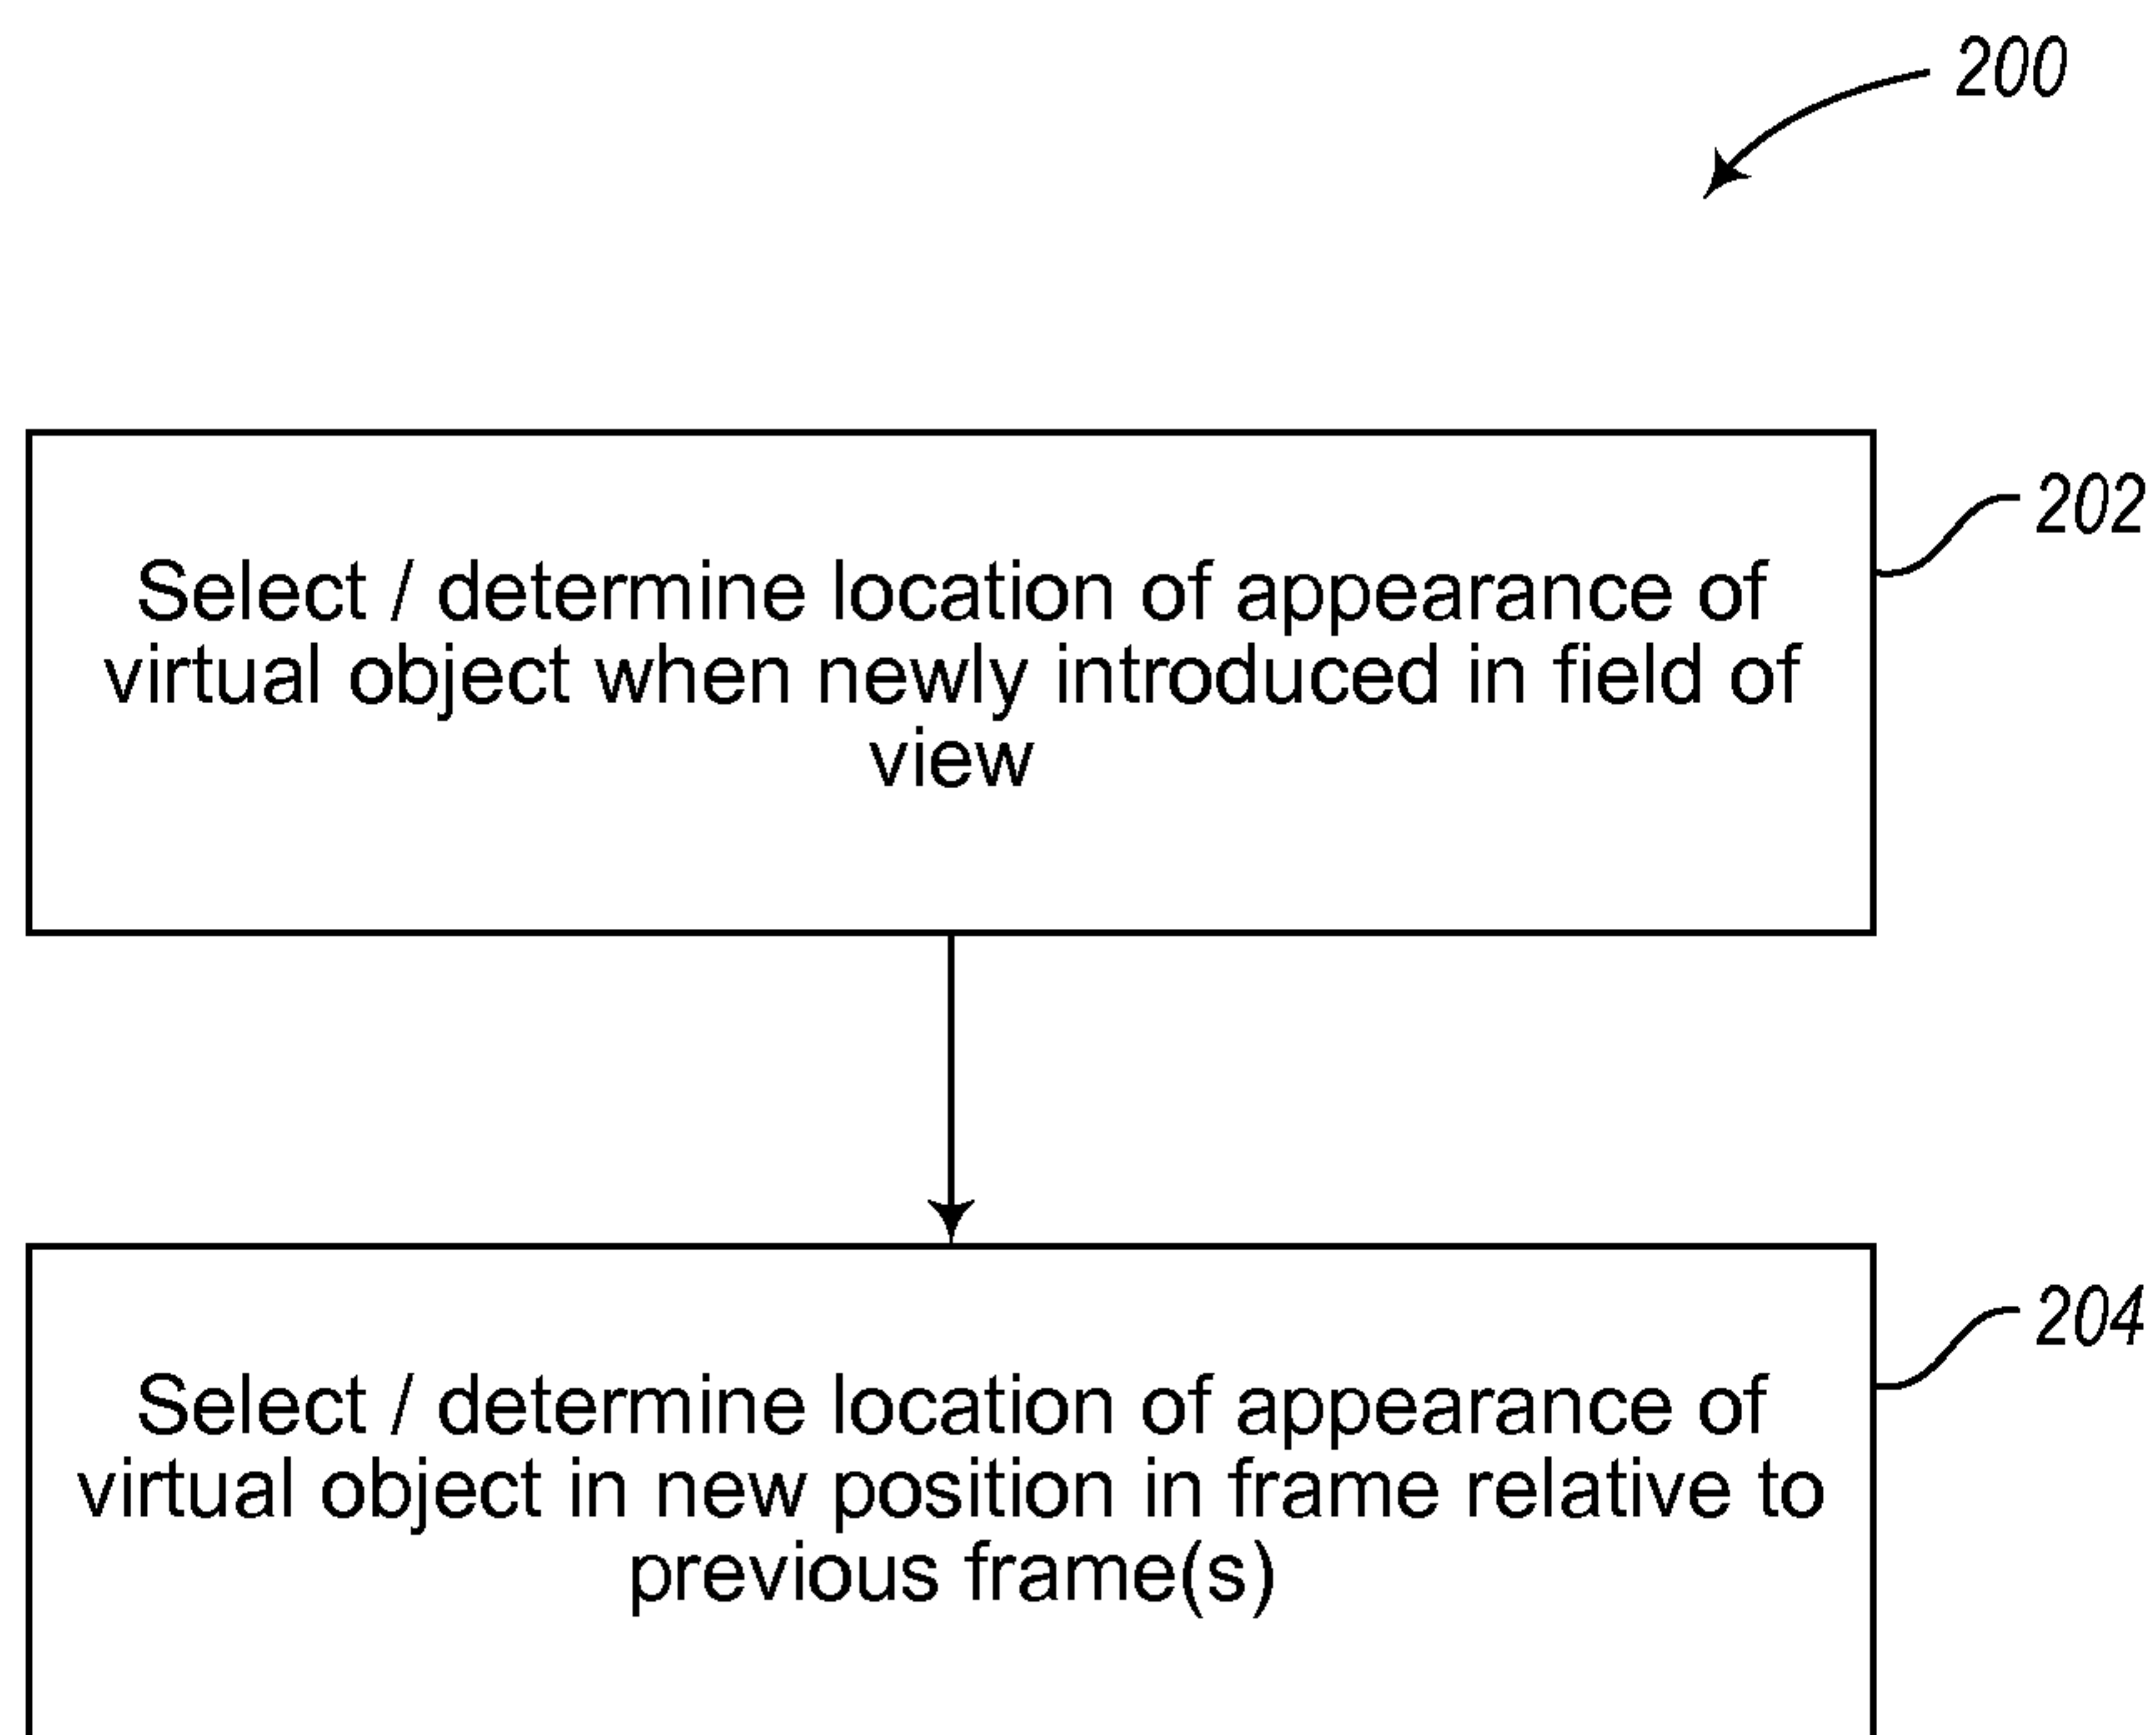 200
202
Select / determine location of appearance of
virtual object when newly introduced in field of
view
204
Select / determine location of appearance of
virtual object in new position in frame relative to
previous frame(s)